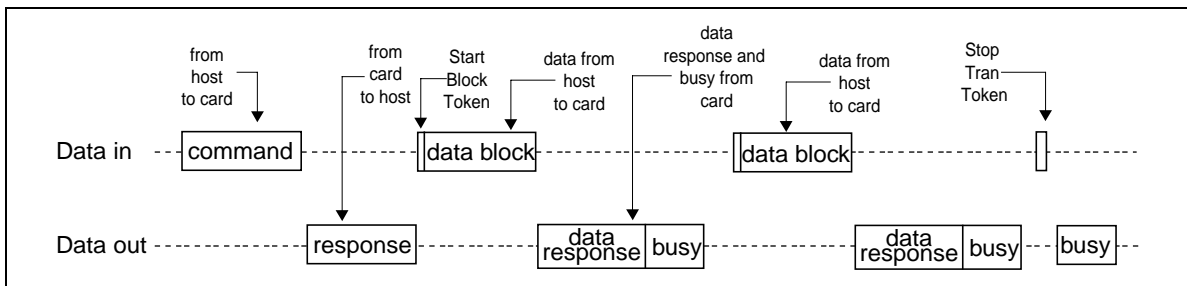 from
host
to card
from
card
to host
Start
Block
Token
data from
host
to card
data
response and
busy from
card
data from
host
to card
Stop
Tran
Token
Data in
command
data block
data block
Data out
response
data
response
busy
data
response
busy
busy